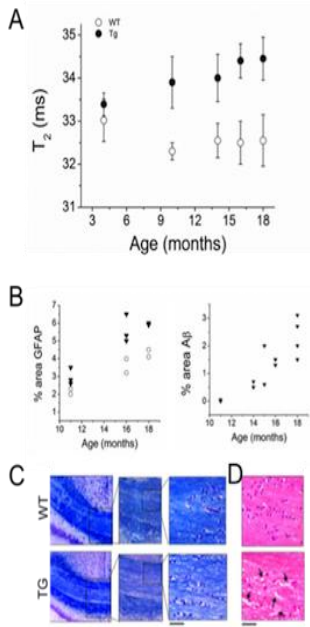 A
WT
Tg
35
34
33
32
31
T2 (ms)
3 6 9 12 15 18
Age (months)
B
7
6
5
4
3
2
1
% area GFAP
10 12 14 16 18
Age (months)
3
2
1
0
% area Aβ
10 12 14 16 18
Age (months)
C
D
WT
TG